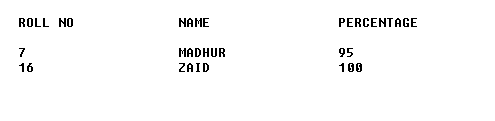 ROLL NO NAME PERCENTAGE
7 MADHUR 95
16 ZAID 100